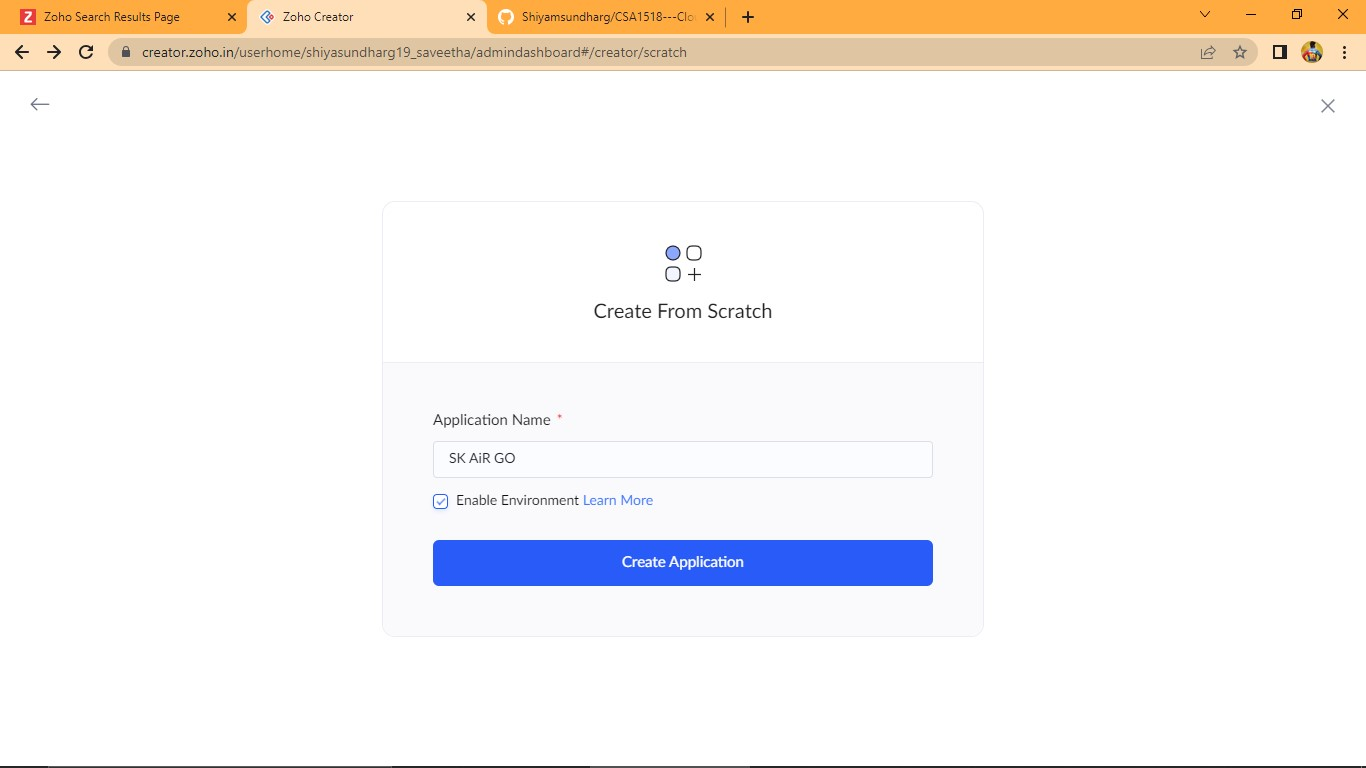 Zoho Search Results Page
Zoho Creator
Shiyamsundharg/CSA1518---Clo
creator.zoho.in/userhome/shiyasundharg19_saveetha/admindashboard#/creator/scratch
Create From Scratch
Application Name *
SK AiR GO
Enable Environment Learn More
Create Application